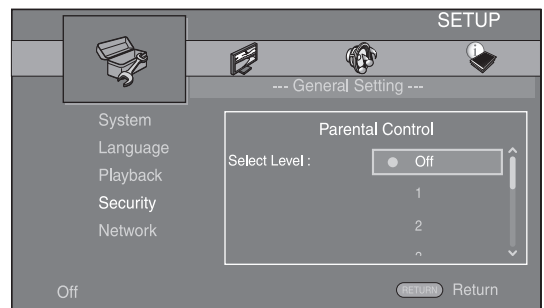 SETUP
--- General Setting ---
System
Language
Playback
Security
Network
Parental Control
Select Level :
Off
1
2
Off
RETURN Return